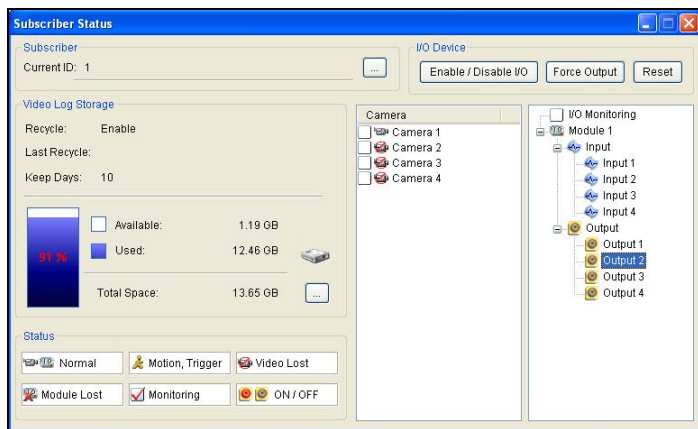 Subscriber Status
Subscriber
Current ID: 1
...
I/O Device
Enable / Disable I/O
Force Output
Reset
Video Log Storage
Recycle: Enable
Last Recycle:
Keep Days: 10
91 %
Available: 1.19 GB
Used: 12.46 GB
Total Space: 13.65 GB
...
Status
Normal
Motion, Trigger
Video Lost
Module Lost
Monitoring
ON / OFF
Camera
Camera 1
Camera 2
Camera 3
Camera 4
I/O Monitoring
Module 1
Input
Input 1
Input 2
Input 3
Input 4
Output
Output 1
Output 2
Output 3
Output 4